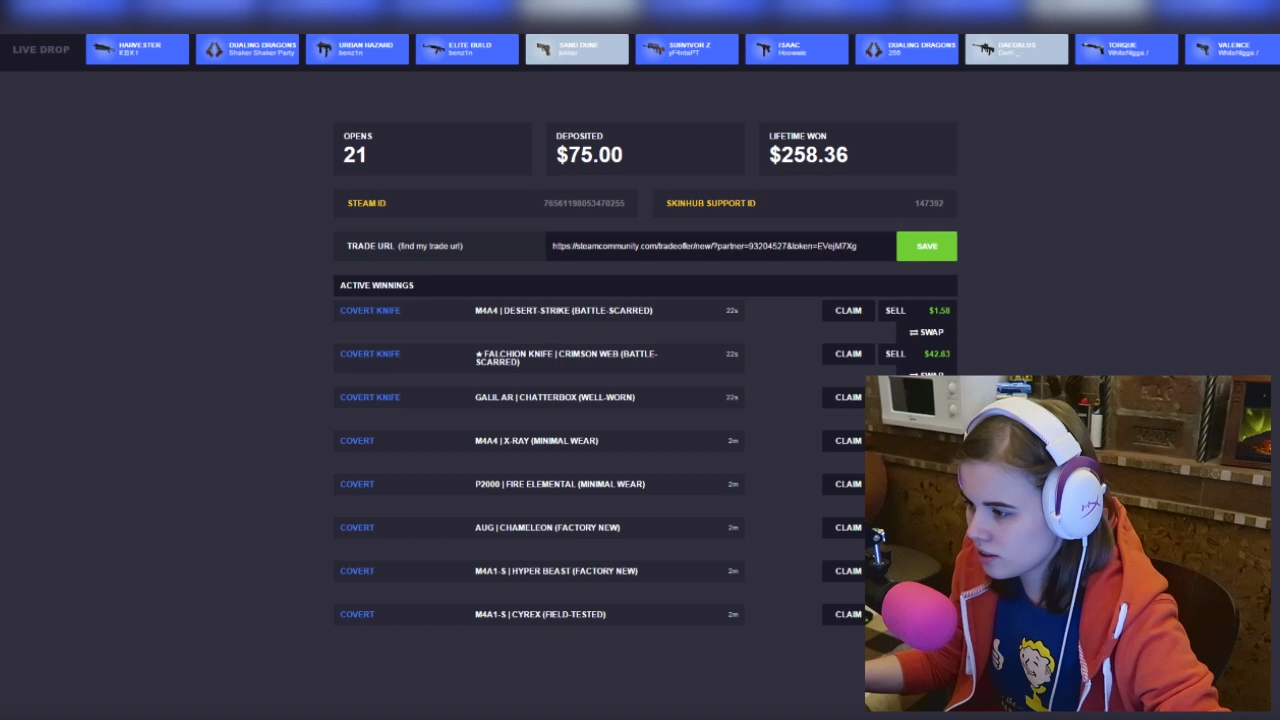 LIVE DROP
HARVESTER
DUALING DRAGONS
Shaker Shaker Party
URBAN HAZARD
benz1n
ELITE BUILD
benz1n
SAND DUNE
SURVIVOR Z
yF4ntaPT
ISAAC
DUALING DRAGONS
255
DAEDALUS
TORQUE
VALENCE
OPENS
21
DEPOSITED
$75.00
LIFETIME WON
$258.36
STEAM ID
76561198053470255
SKINHUB SUPPORT ID
147392
TRADE URL (find my trade url)
https://steamcommunity.com/tradeoffer/new/?partner=93204527&token=EVejM7Xg
SAVE
ACTIVE WINNINGS
COVERT KNIFE M4A4 | DESERT-STRIKE (BATTLE-SCARRED) 22s CLAIM SELL $1.58
SWAP
COVERT KNIFE ★ FALCHION KNIFE | CRIMSON WEB (BATTLE- 22s CLAIM SELL $42.63
SCARRED)
SWAP
COVERT KNIFE GALIL AR | CHATTERBOX (WELL-WORN) 22s CLAIM
COVERT M4A4 | X-RAY (MINIMAL WEAR) 2m CLAIM
COVERT P2000 | FIRE ELEMENTAL (MINIMAL WEAR) 2m CLAIM
COVERT AUG | CHAMELEON (FACTORY NEW) 2m CLAIM
COVERT M4A1-S | HYPER BEAST (FACTORY NEW) 2m CLAIM
COVERT M4A1-S | CYREX (FIELD-TESTED) 2m CLAIM